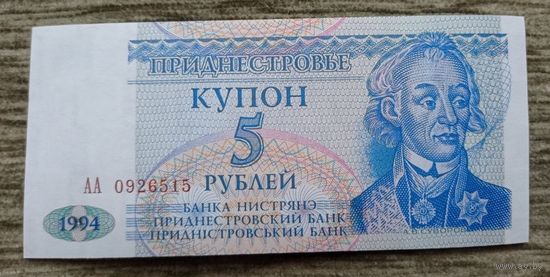 ПРИДНЕСТРОВЬЕ
КУПОН
5
РУБЛЕЙ
АА 0926515
БАНКА НИСТРЯНЭ
ПРИДНЕСТРОВСКИЙ БАНК
ПРИДНІСТРОВСЬКИЙ БАНК
1994
А.В.СУВОРОВ